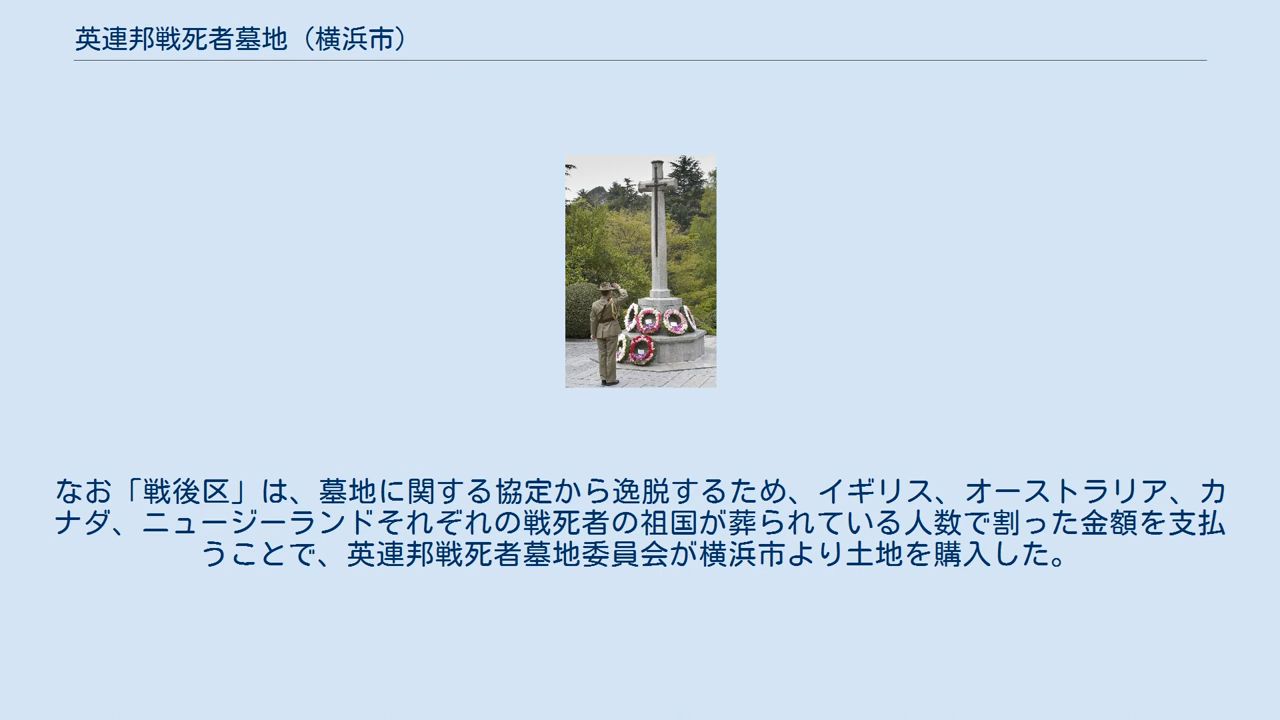 英連邦戦死者墓地（横浜市）
なお「戦後区」は、墓地に関する協定から逸脱するため、イギリス、オーストラリア、カ
ナダ、ニュージーランドそれぞれの戦死者の祖国が葬られている人数で割った金額を支払
うことで、英連邦戦死者墓地委員会が横浜市より土地を購入した。